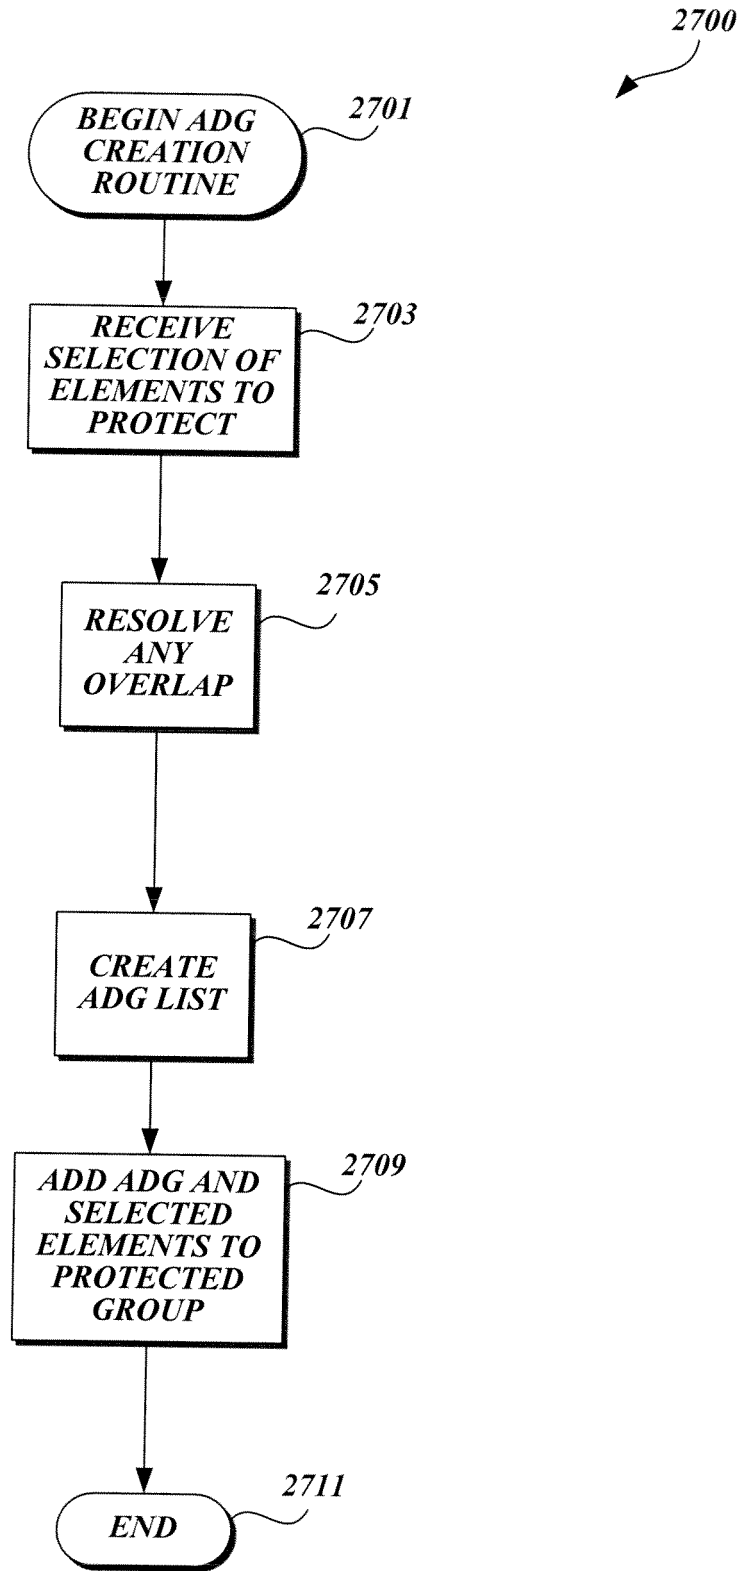 2700
2701
BEGIN ADG
CREATION
ROUTINE
2703
RECEIVE
SELECTION OF
ELEMENTS TO
PROTECT
2705
RESOLVE
ANY
OVERLAP
2707
CREATE
ADG LIST
2709
ADD ADG AND
SELECTED
ELEMENTS TO
PROTECTED
GROUP
2711
END